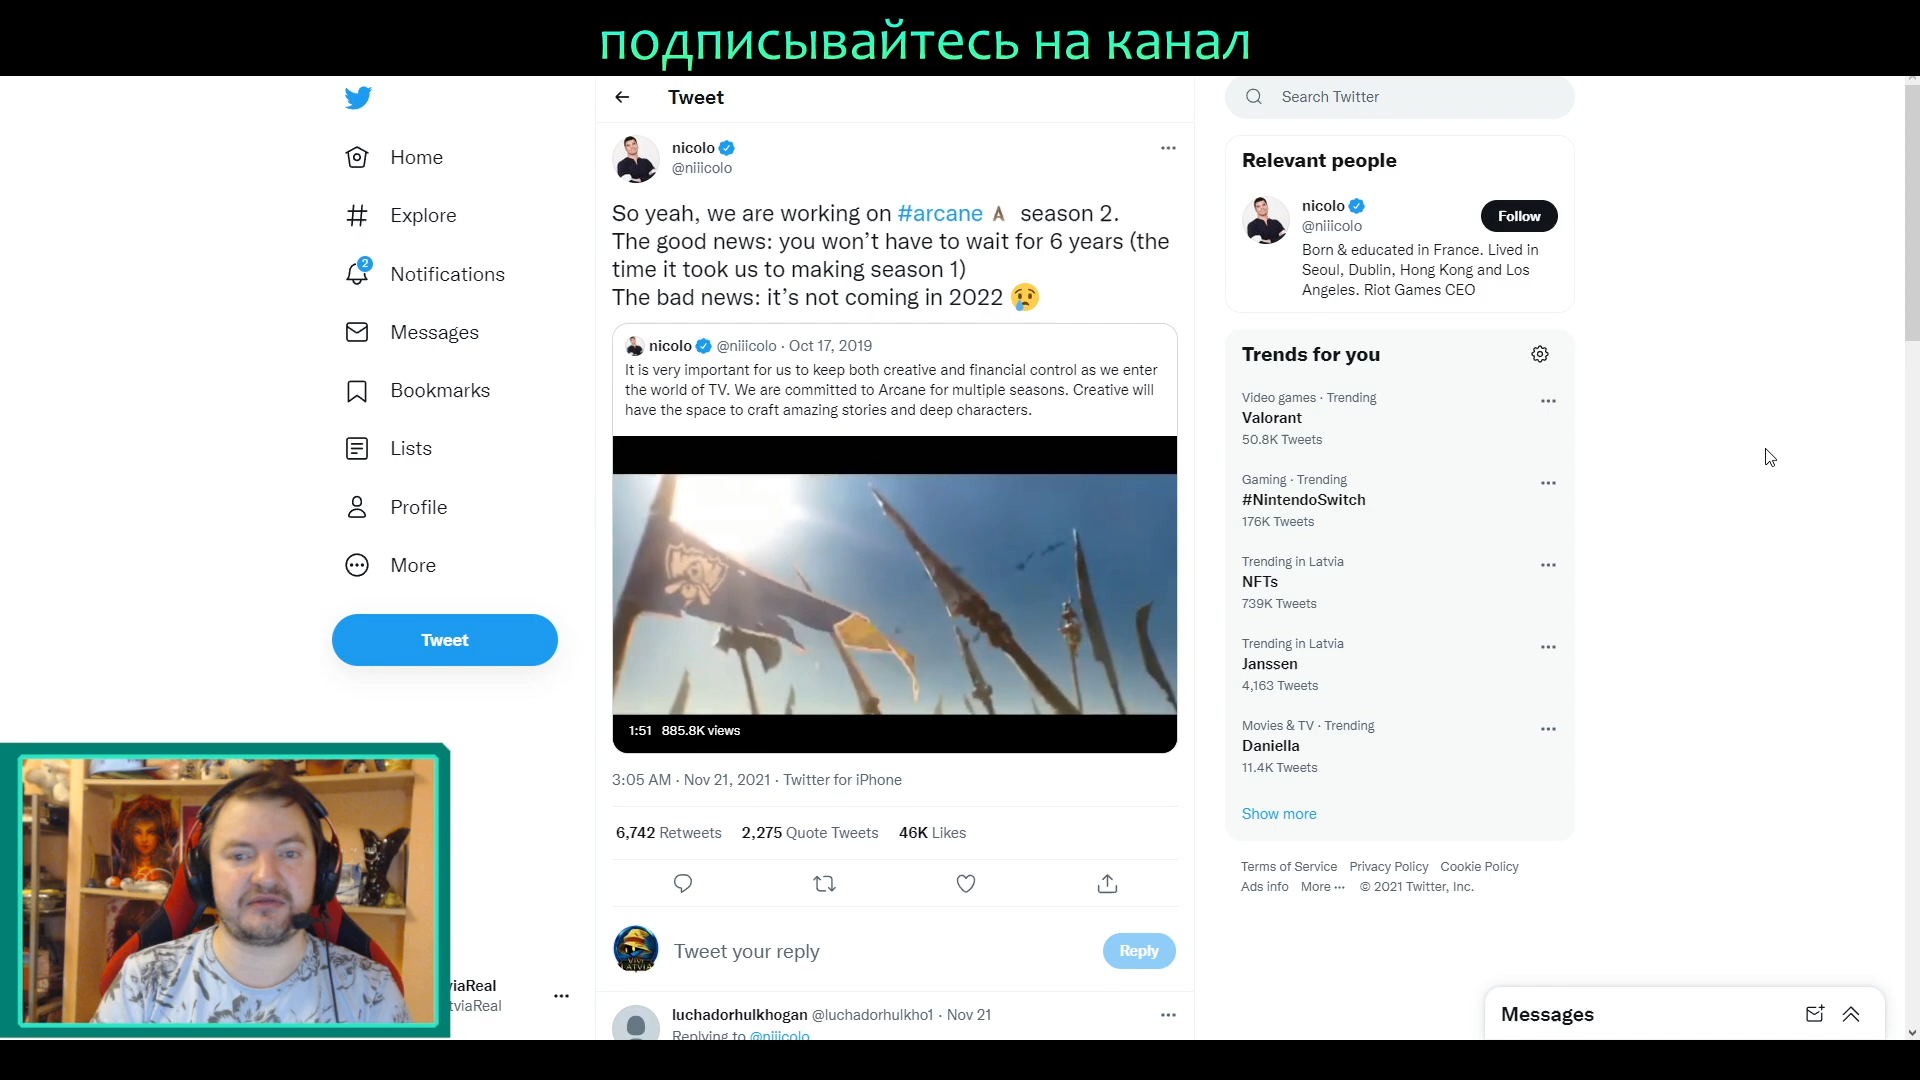 подписывайтесь на канал
Home
Explore
2
Notifications
Messages
Bookmarks
Lists
Profile
More
Tweet
viaReal
tviaReal
Tweet
nicolo
@niiicolo
So yeah, we are working on #arcane season 2.
The good news: you won’t have to wait for 6 years (the
time it took us to making season 1)
The bad news: it’s not coming in 2022 😢
nicolo @niiicolo · Oct 17, 2019
It is very important for us to keep both creative and financial control as we enter
the world of TV. We are committed to Arcane for multiple seasons. Creative will
have the space to craft amazing stories and deep characters.
1:51 885.8K views
3:05 AM · Nov 21, 2021 · Twitter for iPhone
6,742 Retweets 2,275 Quote Tweets 46K Likes
Tweet your reply
Reply
luchadorhulkhogan @luchadorhulkho1 · Nov 21
Replying to @niiicolo
Search Twitter
Relevant people
nicolo
@niiicolo
Follow
Born & educated in France. Lived in
Seoul, Dublin, Hong Kong and Los
Angeles. Riot Games CEO
Trends for you
Video games · Trending
Valorant
50.8K Tweets
Gaming · Trending
#NintendoSwitch
176K Tweets
Trending in Latvia
NFTs
739K Tweets
Trending in Latvia
Janssen
4,163 Tweets
Movies & TV · Trending
Daniella
11.4K Tweets
Show more
Terms of Service Privacy Policy Cookie Policy
Ads info More ··· © 2021 Twitter, Inc.
Messages